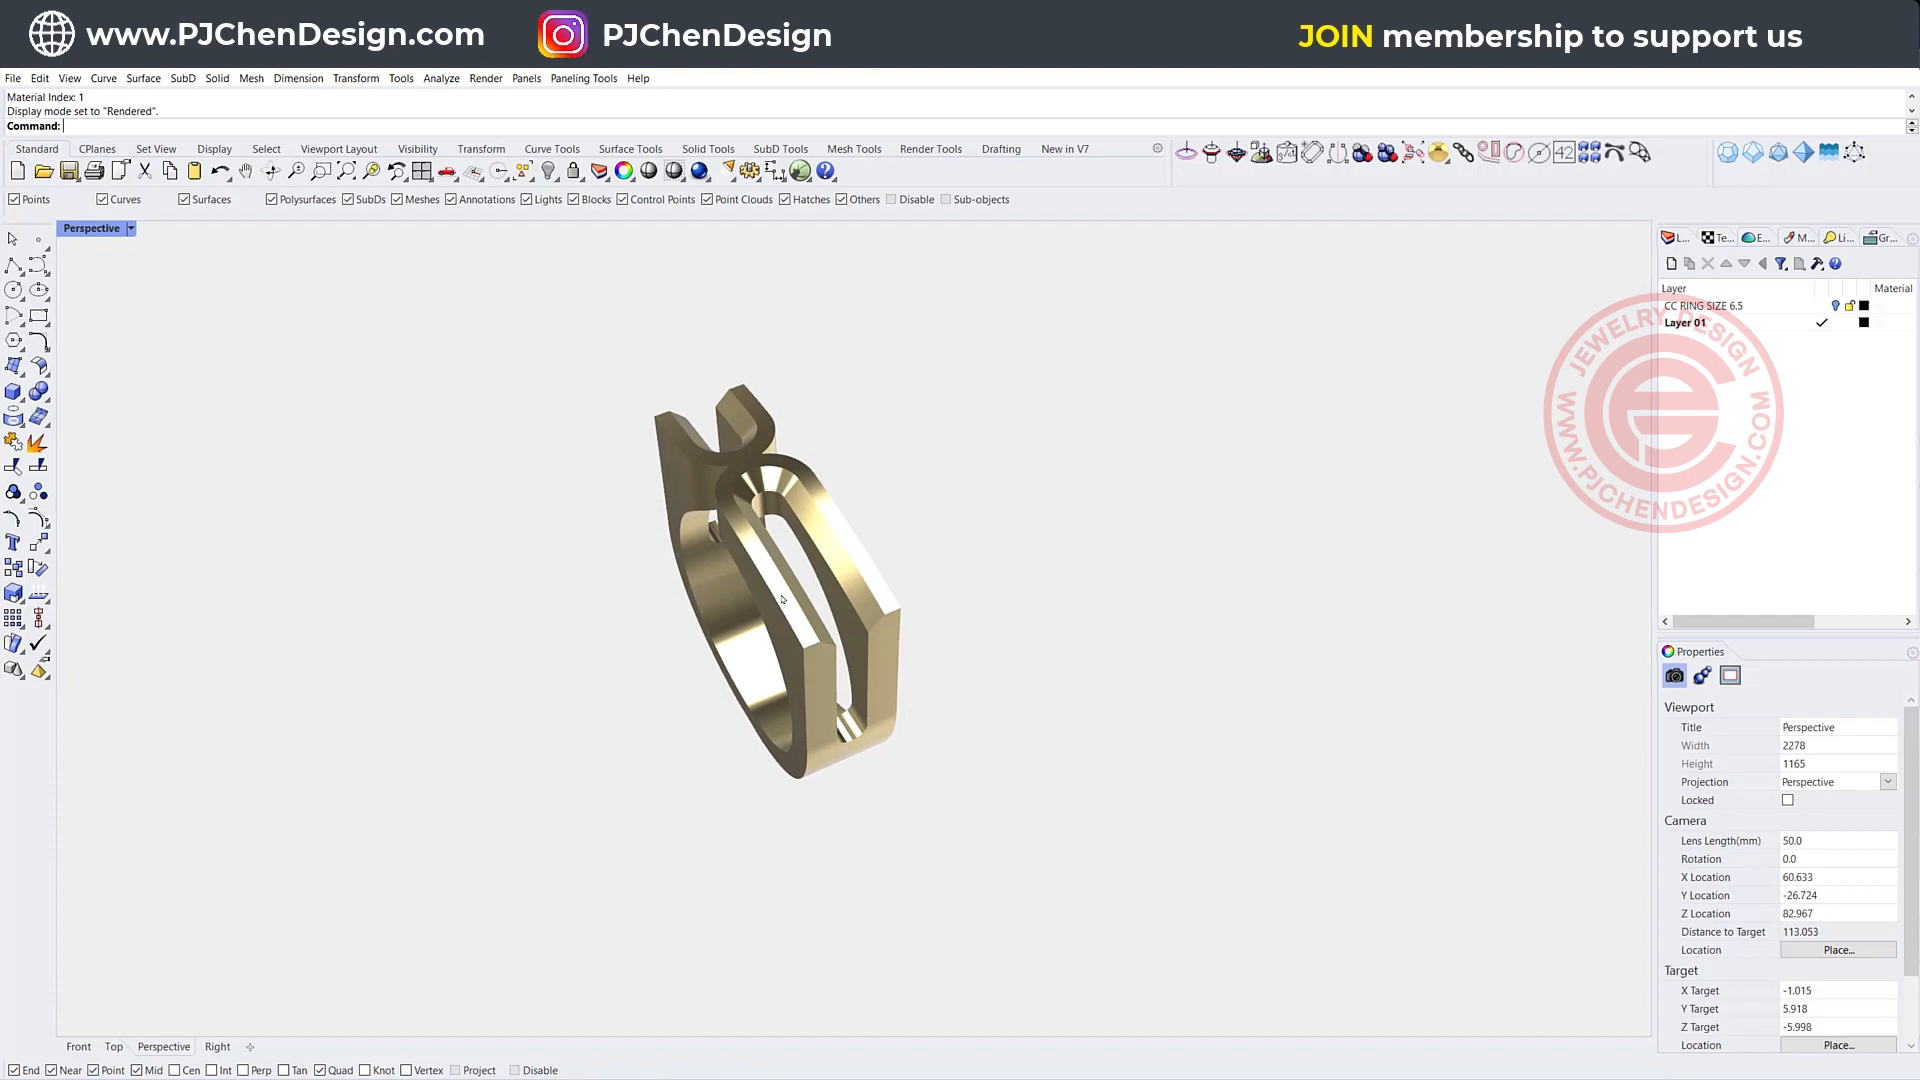 www.PJChenDesign.com PJChenDesign JOIN membership to support us
File Edit View Curve Surface SubD Solid Mesh Dimension Transform Tools Analyze Render Panels Paneling Tools Help
Material Index: 1
Display mode set to "Rendered".
Command:
Standard CPlanes Set View Display Select Viewport Layout Visibility Transform Curve Tools Surface Tools Solid Tools SubD Tools Mesh Tools Render Tools Drafting New in V7
Points Curves Surfaces Polysurfaces SubDs Meshes Annotations Lights Blocks Control Points Point Clouds Hatches Others Disable Sub-objects
Perspective
L... Te... E... M... Li... Gr...
Layer Material
CC RING SIZE 6.5
Layer 01
JEWELRY DESIGN
WWW.PJCHENDESIGN.COM
Properties
Viewport
Title Perspective
Width 2278
Height 1165
Projection Perspective
Locked
Camera
Lens Length(mm) 50.0
Rotation 0.0
X Location 60.633
Y Location -26.724
Z Location 82.967
Distance to Target 113.053
Location Place...
Target
X Target -1.015
Y Target 5.918
Z Target -5.998
Location Place...
Front Top Perspective Right
End Near Point Mid Cen Int Perp Tan Quad Knot Vertex Project Disable